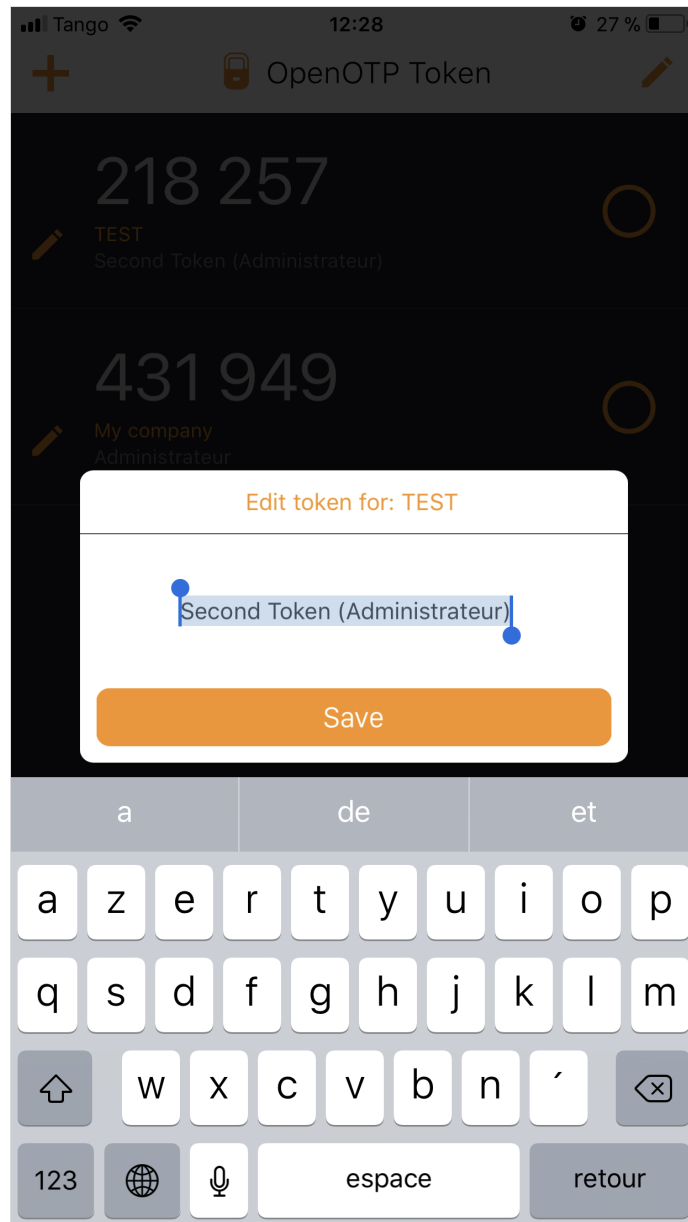 Tango 12:28 27 %
OpenOTP Token
218 257
TEST
Second Token (Administrateur)
431 949
My company
Administrateur
Edit token for: TEST
Second Token (Administrateur)
Save
a de et
a z e r t y u i o p
q s d f g h j k l m
w x c v b n ´
123 espace retour